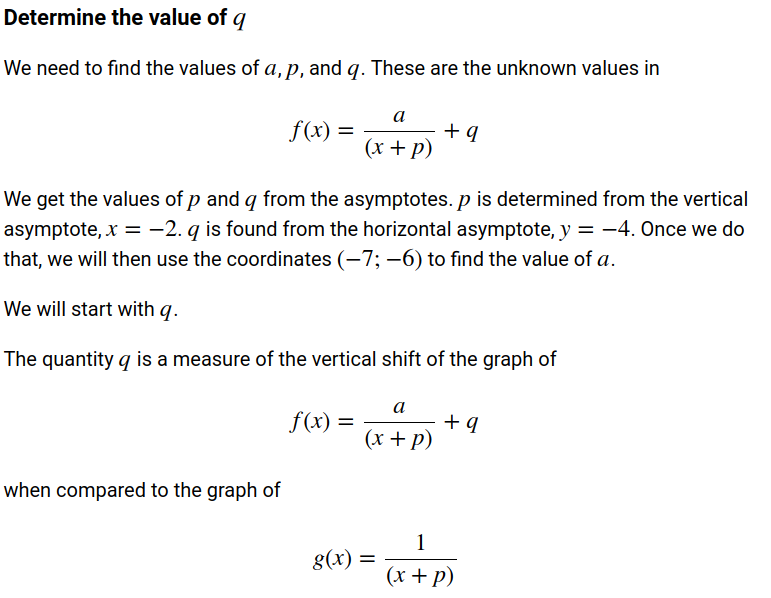 Determine the value of q
We need to find the values of a, p, and q. These are the unknown values in
f(x) = a/(x + p) + q
We get the values of p and q from the asymptotes. p is determined from the vertical
asymptote, x = −2. q is found from the horizontal asymptote, y = −4. Once we do
that, we will then use the coordinates (−7; −6) to find the value of a.
We will start with q.
The quantity q is a measure of the vertical shift of the graph of
f(x) = a/(x + p) + q
when compared to the graph of
g(x) = 1/(x + p)